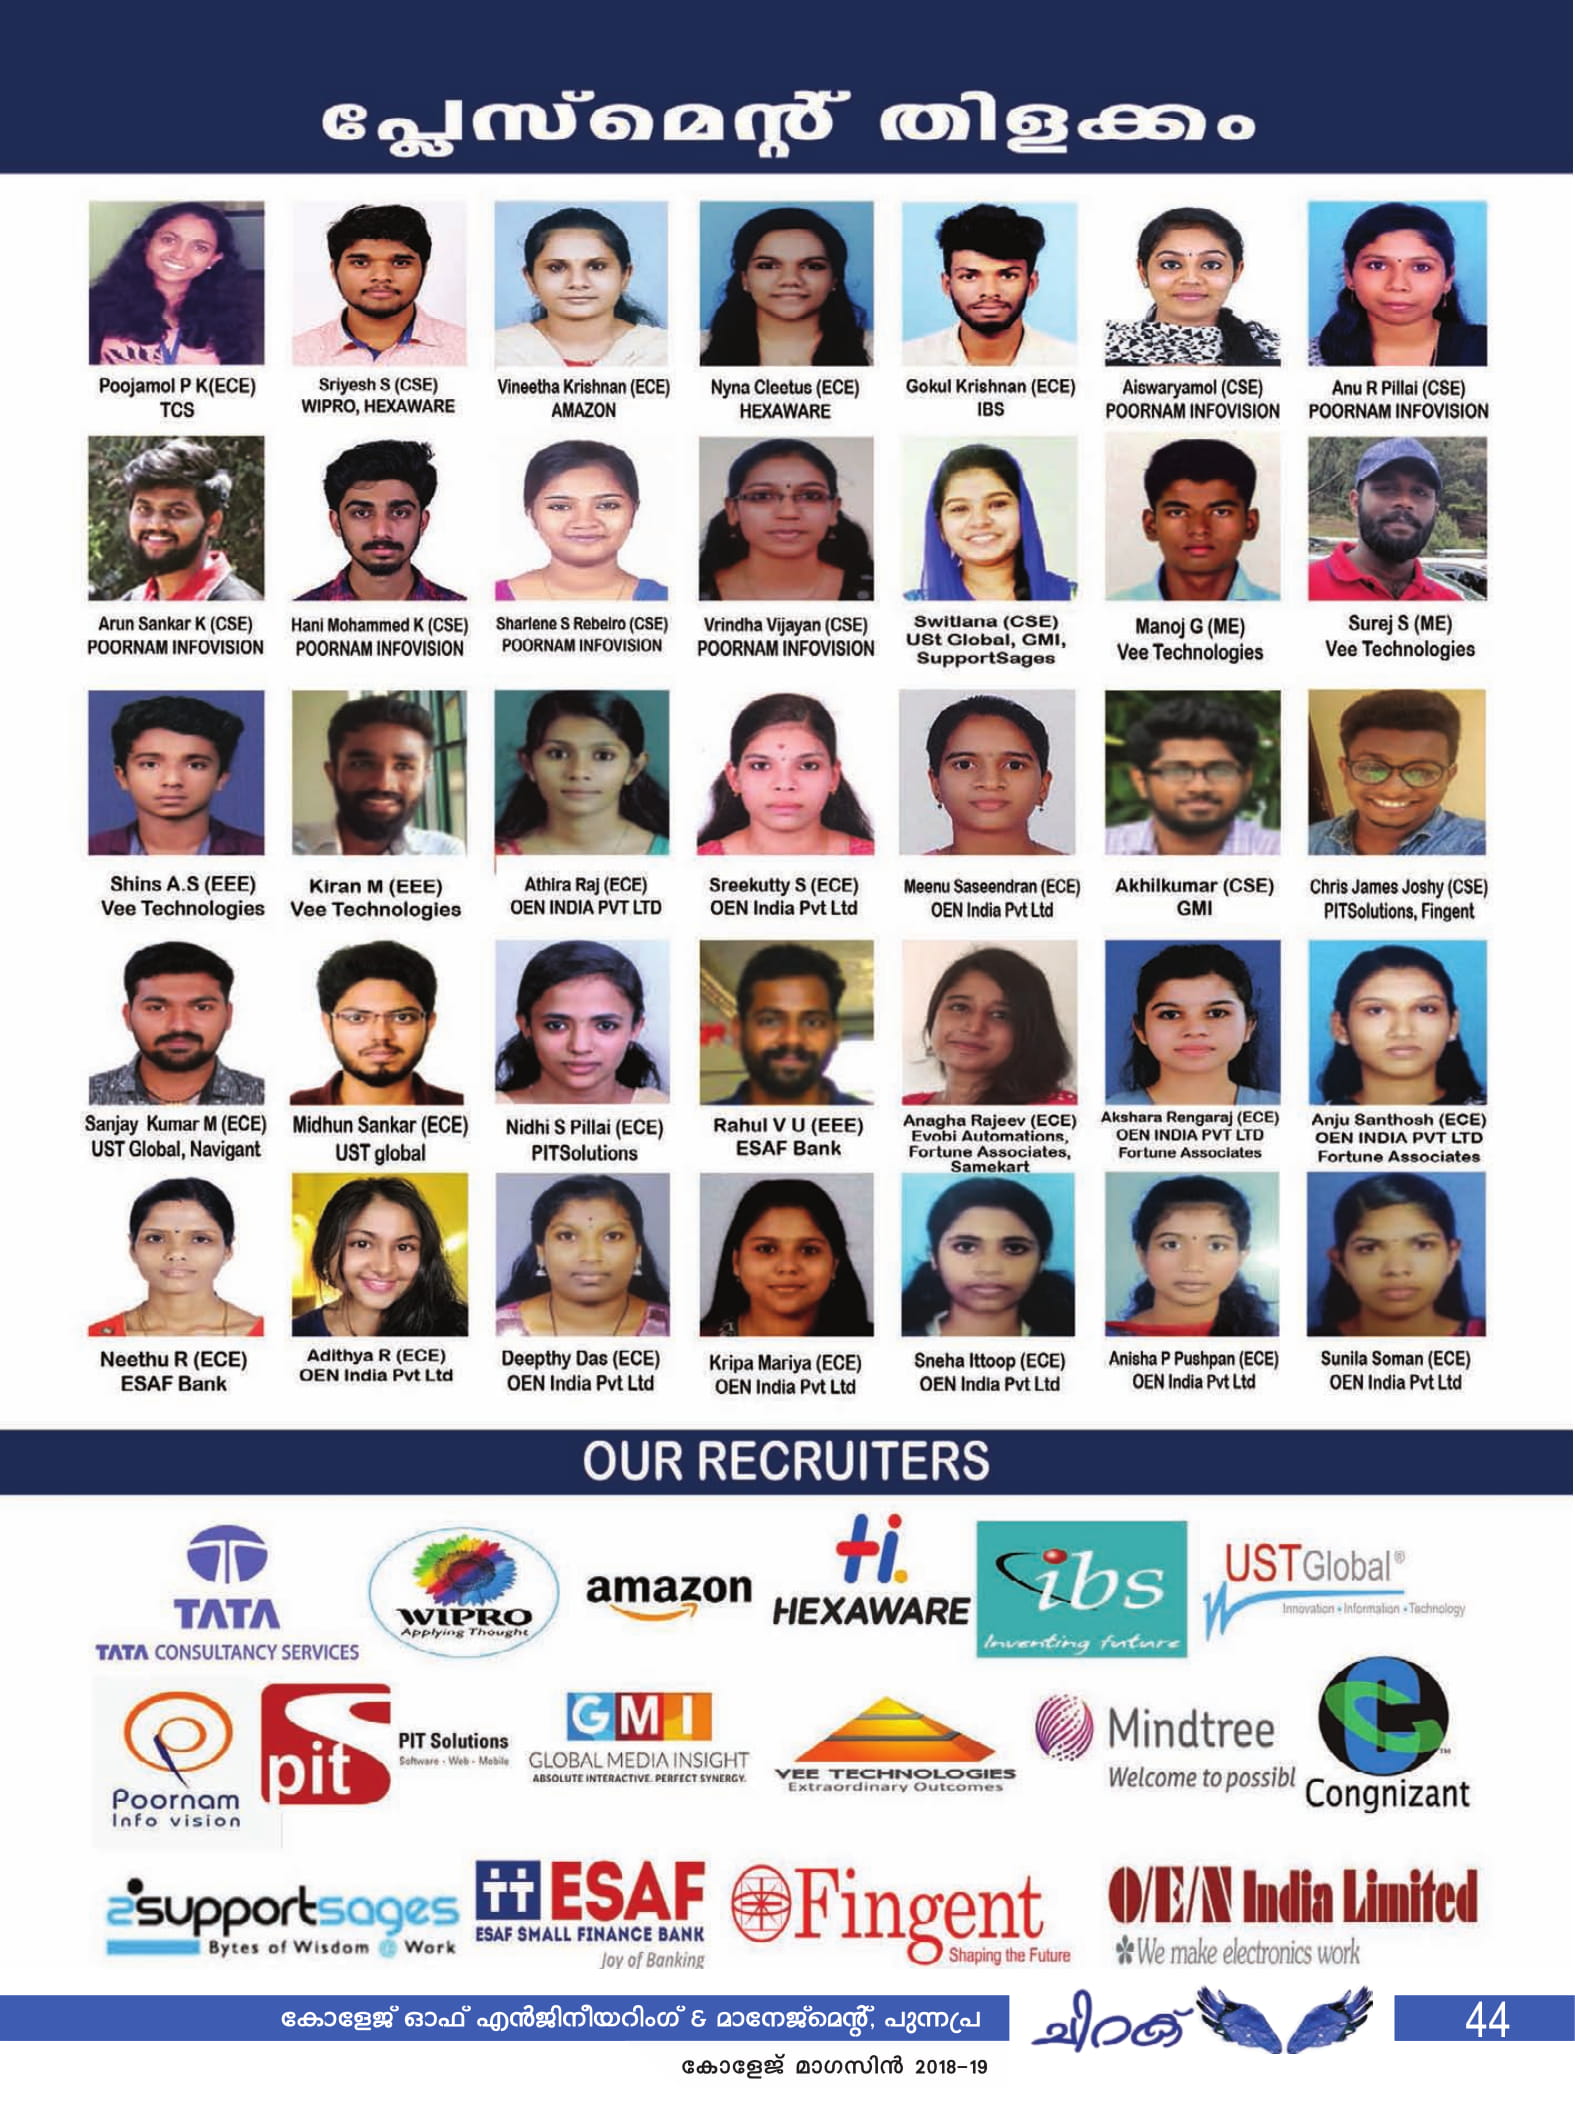 പ്ലേസ്മെന്റ് തിളക്കം
Poojamol P K(ECE)
TCS
Sriyesh S (CSE)
WIPRO, HEXAWARE
Vineetha Krishnan (ECE)
AMAZON
Nyna Cleetus (ECE)
HEXAWARE
Gokul Krishnan (ECE)
IBS
Aiswaryamol (CSE)
POORNAM INFOVISION
Anu R Pillai (CSE)
POORNAM INFOVISION
Arun Sankar K (CSE)
POORNAM INFOVISION
Hani Mohammed K (CSE)
POORNAM INFOVISION
Sharlene S Rebeiro (CSE)
POORNAM INFOVISION
Vrindha Vijayan (CSE)
POORNAM INFOVISION
Switlana (CSE)
USt Global, GMI,
SupportSages
Manoj G (ME)
Vee Technologies
Surej S (ME)
Vee Technologies
Shins A.S (EEE)
Vee Technologies
Kiran M (EEE)
Vee Technologies
Athira Raj (ECE)
OEN INDIA PVT LTD
Sreekutty S (ECE)
OEN India Pvt Ltd
Meenu Saseendran (ECE)
OEN India Pvt Ltd
Akhilkumar (CSE)
GMI
Chris James Joshy (CSE)
PITSolutions, Fingent
Sanjay Kumar M (ECE)
UST Global, Navigant
Midhun Sankar (ECE)
UST global
Nidhi S Pillai (ECE)
PITSolutions
Rahul V U (EEE)
ESAF Bank
Anagha Rajeev (ECE)
Evobi Automations,
Fortune Associates,
Samekart
Akshara Rengaraj (ECE)
OEN INDIA PVT LTD
Fortune Associates
Anju Santhosh (ECE)
OEN INDIA PVT LTD
Fortune Associates
Neethu R (ECE)
ESAF Bank
Adithya R (ECE)
OEN India Pvt Ltd
Deepthy Das (ECE)
OEN India Pvt Ltd
Kripa Mariya (ECE)
OEN India Pvt Ltd
Sneha Ittoop (ECE)
OEN India Pvt Ltd
Anisha P Pushpan (ECE)
OEN India Pvt Ltd
Sunila Soman (ECE)
OEN India Pvt Ltd
OUR RECRUITERS
TATA
TATA CONSULTANCY SERVICES
WIPRO
Applying Thought
amazon
Hi.
HEXAWARE
ibs
Inventing future
UST Global®
Innovation • Information • Technology
Poornam
Info vision
pit
PIT Solutions
Software - Web - Mobile
GMI
GLOBAL MEDIA INSIGHT
ABSOLUTE INTERACTIVE. PERFECT SYNERGY.
VEE TECHNOLOGIES
Extraordinary Outcomes
Mindtree
Welcome to possibl
Congnizant
supportsages
Bytes of Wisdom @ Work
ESAF
ESAF SMALL FINANCE BANK
Joy of Banking
Fingent
Shaping the Future
O/E/N India Limited
We make electronics work
കോളേജ് ഓഫ് എൻജിനീയറിംഗ് & മാനേജ്മെന്റ്, പുന്നപ്ര
ചിറക്
44
കോളേജ് മാഗസിൻ 2018-19